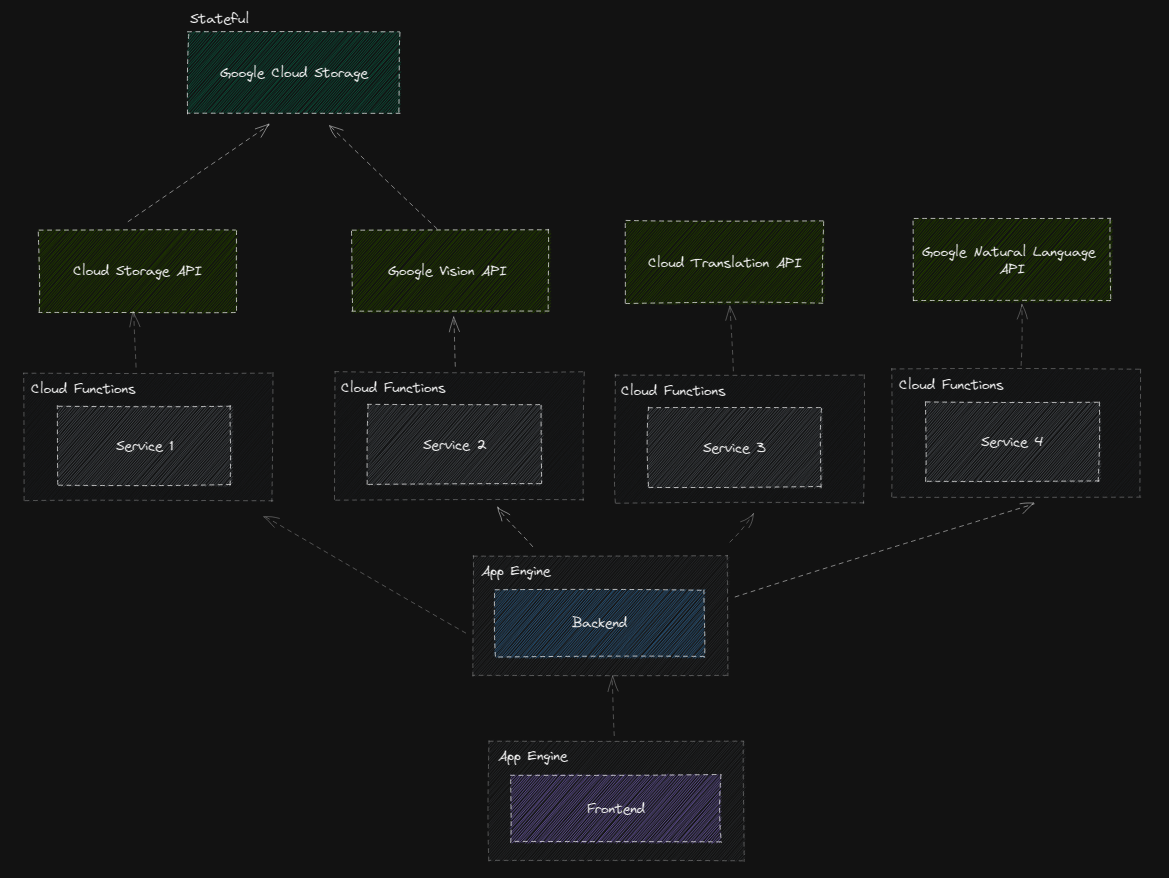 Stateful
Google Cloud Storage
Cloud Storage API
Google Vision API
Cloud Translation API
Google Natural Language
API
Cloud Functions
Service 1
Cloud Functions
Service 2
Cloud Functions
Service 3
Cloud Functions
Service 4
App Engine
Backend
App Engine
Frontend